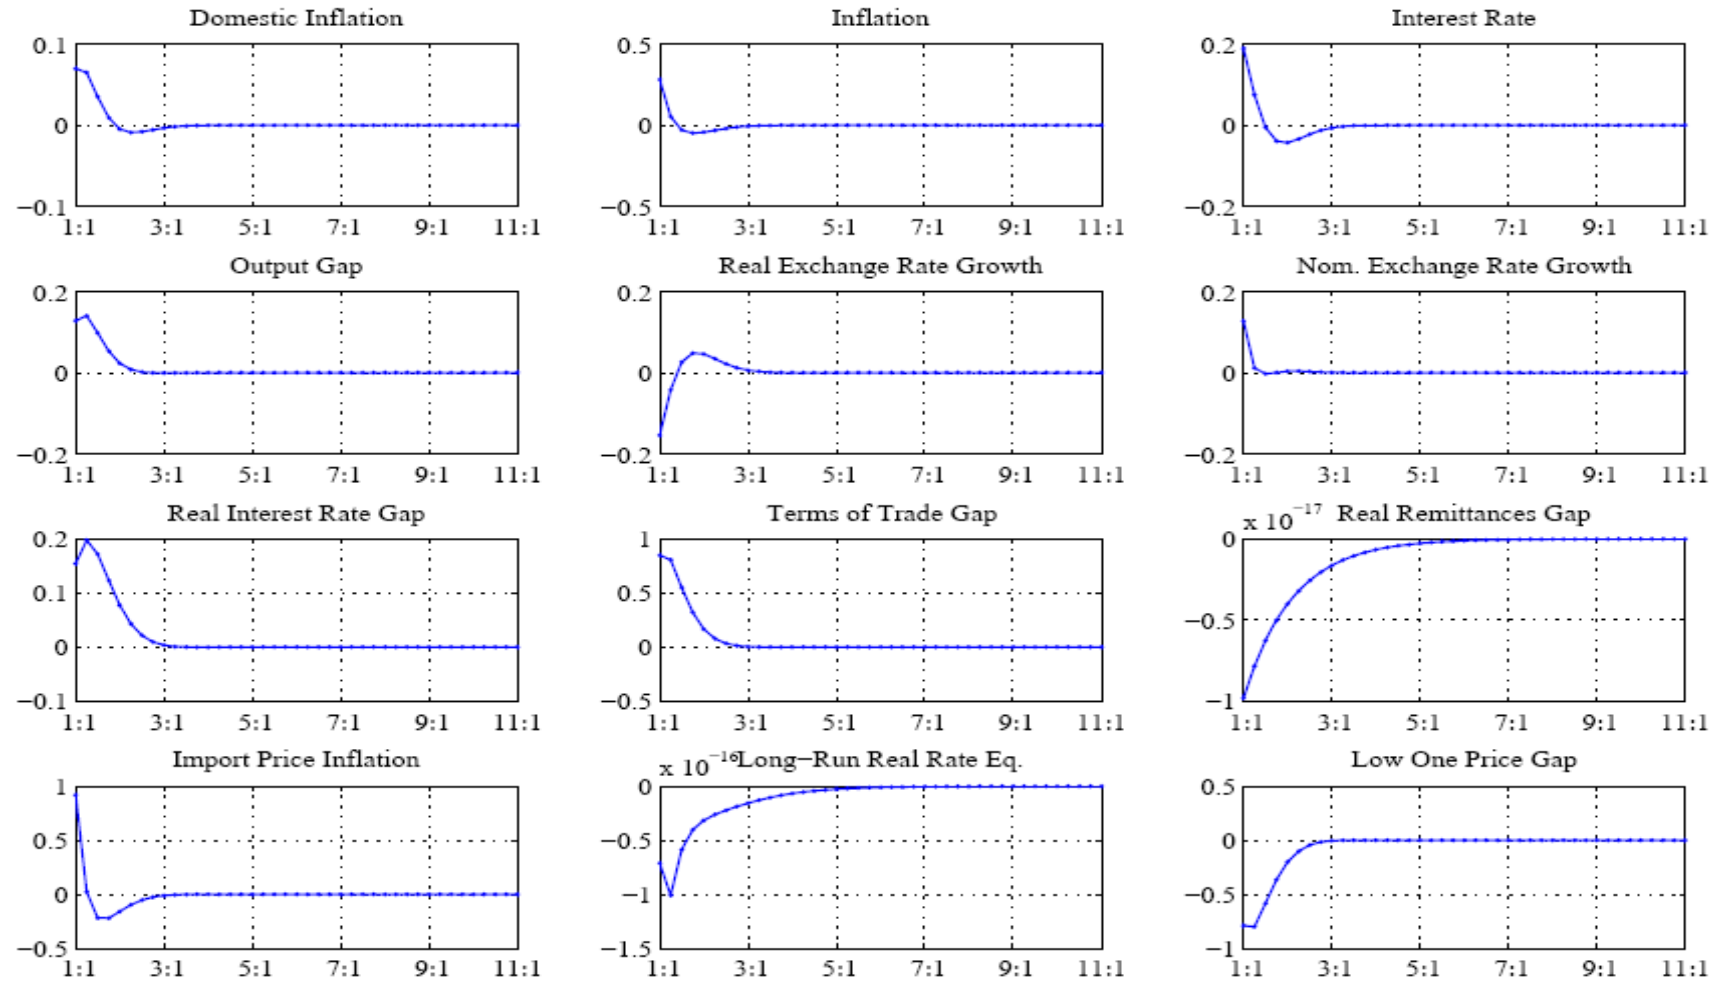 Domestic Inflation
0.1
0
−0.1
1:1 3:1 5:1 7:1 9:1 11:1
Inflation
0.5
0
−0.5
1:1 3:1 5:1 7:1 9:1 11:1
Interest Rate
0.2
0
−0.2
1:1 3:1 5:1 7:1 9:1 11:1
Output Gap
0.2
0
−0.2
1:1 3:1 5:1 7:1 9:1 11:1
Real Exchange Rate Growth
0.2
0
−0.2
1:1 3:1 5:1 7:1 9:1 11:1
Nom. Exchange Rate Growth
0.2
0
−0.2
1:1 3:1 5:1 7:1 9:1 11:1
Real Interest Rate Gap
0.2
0.1
0
−0.1
1:1 3:1 5:1 7:1 9:1 11:1
Terms of Trade Gap
1
0.5
0
−0.5
1:1 3:1 5:1 7:1 9:1 11:1
x 10⁻¹⁷ Real Remittances Gap
0
−0.5
−1
1:1 3:1 5:1 7:1 9:1 11:1
Import Price Inflation
1
0.5
0
−0.5
1:1 3:1 5:1 7:1 9:1 11:1
x 10⁻¹⁶Long−Run Real Rate Eq.
0
−0.5
−1
−1.5
1:1 3:1 5:1 7:1 9:1 11:1
Low One Price Gap
0.5
0
−0.5
−1
1:1 3:1 5:1 7:1 9:1 11:1